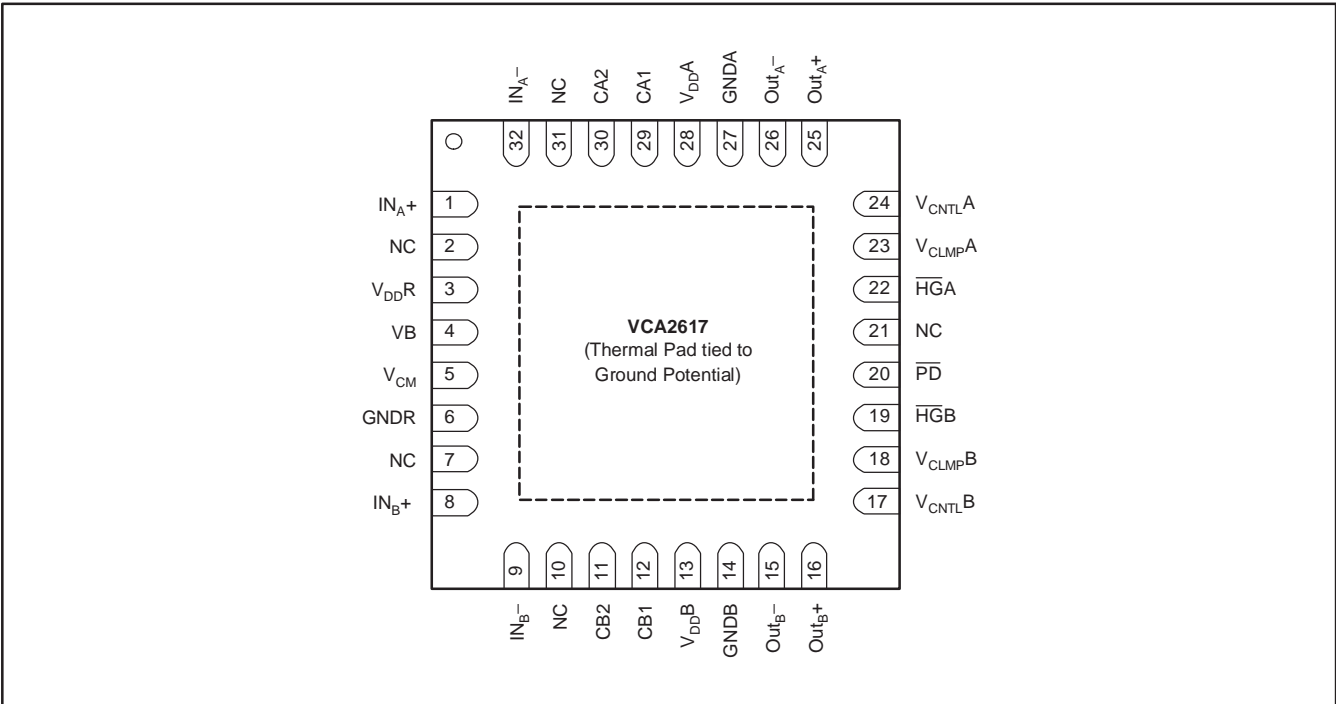 IN_A−
NC
CA2
CA1
V_DDA
GNDA
Out_A−
Out_A+
32
31
30
29
28
27
26
25
IN_A+ 1
NC 2
V_DDR 3
VB 4
V_CM 5
GNDR 6
NC 7
IN_B+ 8
VCA2617
(Thermal Pad tied to
Ground Potential)
24 V_CNTLA
23 V_CLMPA
22 H̅G̅A
21 NC
20 P̅D̅
19 H̅G̅B
18 V_CLMPB
17 V_CNTLB
9
10
11
12
13
14
15
16
IN_B−
NC
CB2
CB1
V_DDB
GNDB
Out_B−
Out_B+